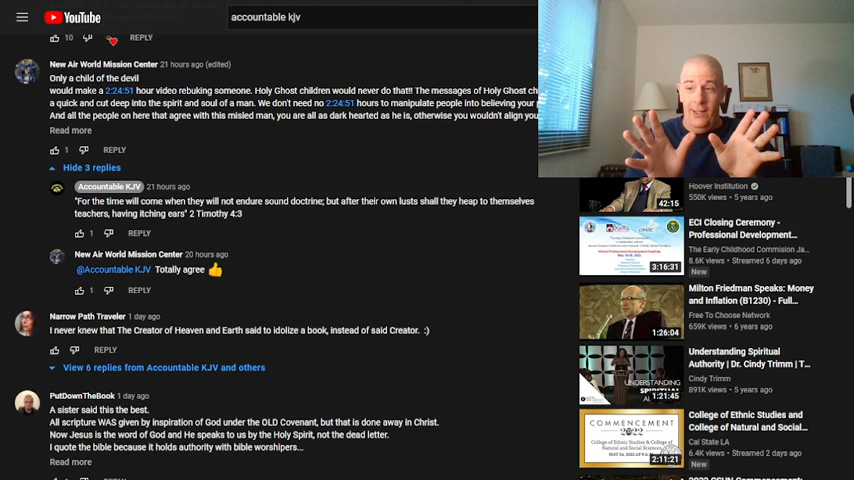 YouTube
accountable kjv
10
REPLY
New Air World Mission Center 21 hours ago (edited)
Only a child of the devil
would make a 2:24:51 hour video rebuking someone. Holy Ghost children would never do that!!! The messages of Holy Ghost ch
a quick and cut deep into the spirit and soul of a man. We don't need no 2:24:51 hours to manipulate people into believing your
And all the people on here that agree with this misled man, you are all as dark hearted as he is, otherwise you wouldn't align
Read more
1
REPLY
Hide 3 replies
Accountable KJV 21 hours ago
"For the time will come when they will not endure sound doctrine; but after their own lusts shall they heap to themselves
teachers, having itching ears" 2 Timothy 4:3
1
REPLY
New Air World Mission Center 20 hours ago
@Accountable KJV Totally agree 👍
1
REPLY
Narrow Path Traveler 1 day ago
I never knew that The Creator of Heaven and Earth said to idolize a book, instead of said Creator. :)
REPLY
View 6 replies from Accountable KJV and others
PutDownTheBook 1 day ago
A sister said this the best.
All scripture WAS given by inspiration of God under the OLD Covenant, but that is done away in Christ.
Now Jesus is the word of God and He speaks to us by the Holy Spirit, not the dead letter.
I quote the bible because it holds authority with bible worshipers...
Read more
Hoover Institution
550K views • 5 years ago
42:15
ECI Closing Ceremony -
Professional Development...
The Early Childhood Commision Ja...
8.6K views • Streamed 6 days ago
New
3:16:31
Milton Friedman Speaks: Money
and Inflation (B1230) - Full...
Free To Choose Network
659K views • 6 years ago
1:26:04
Understanding Spiritual
Authority | Dr. Cindy Trimm | T...
Cindy Trimm
891K views • 5 years ago
UNDERSTANDING
SPIRITUAL
1:21:45
College of Ethnic Studies and
College of Natural and Social...
Cal State LA
6.4K views • Streamed 2 days ago
New
COMMENCEMENT
2022
2:11:21